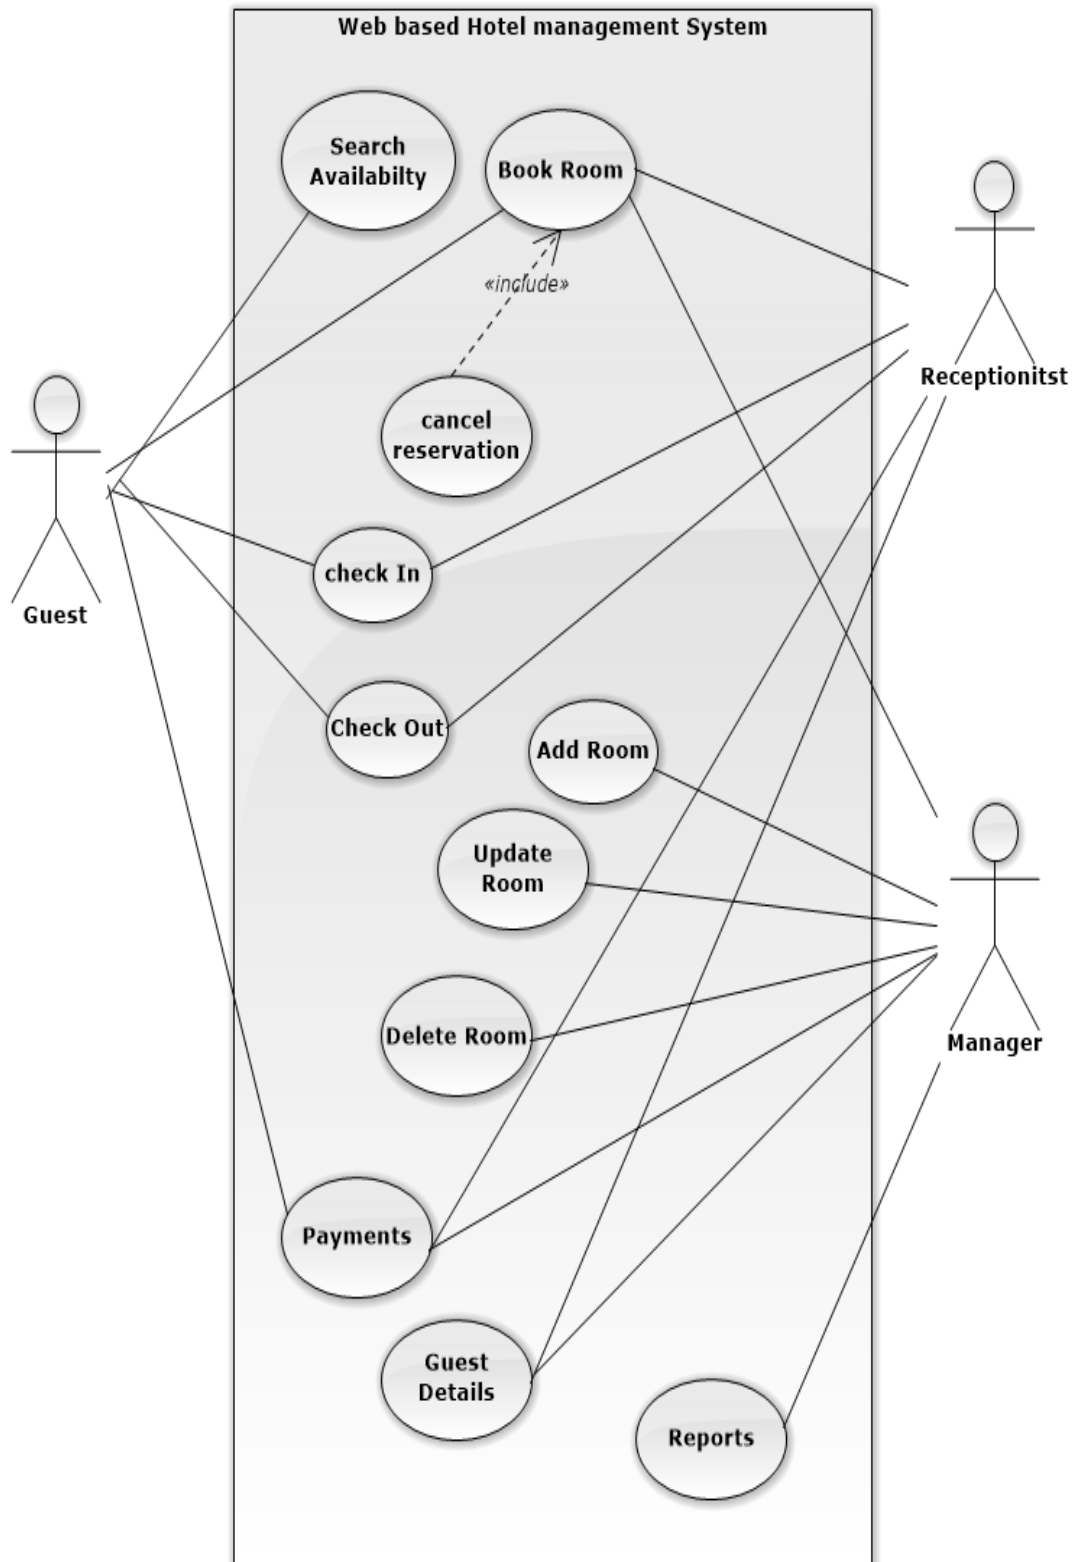 Web based Hotel management System
Search
Availabilty
Book Room
«include»
Receptionitst
cancel
reservation
check In
Guest
Check Out
Add Room
Update
Room
Delete Room
Manager
Payments
Guest
Details
Reports